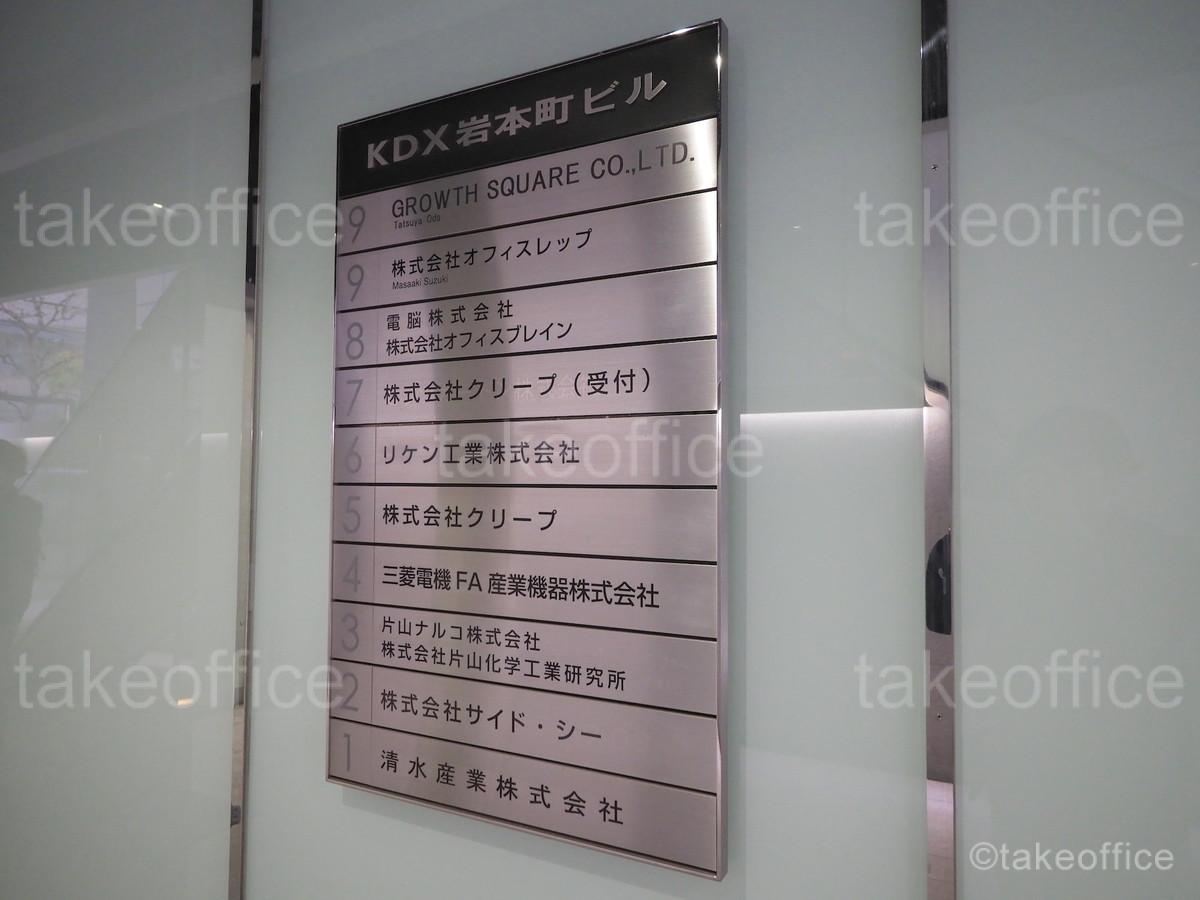 KDX岩本町ビル
9 GROWTH SQUARE CO.,LTD.
Tatsuya Oda
9 株式会社オフィスレップ
Masaaki Suzuki
8 電脳株式会社
株式会社オフィスブレイン
7 株式会社クリープ（受付）
6 リケン工業株式会社
5 株式会社クリープ
4 三菱電機FA産業機器株式会社
3 片山ナルコ株式会社
株式会社片山化学工業研究所
2 株式会社サイド・シー
1 清水産業株式会社
takeoffice
takeoffice
takeoffice
takeoffice
takeoffice
©takeoffice